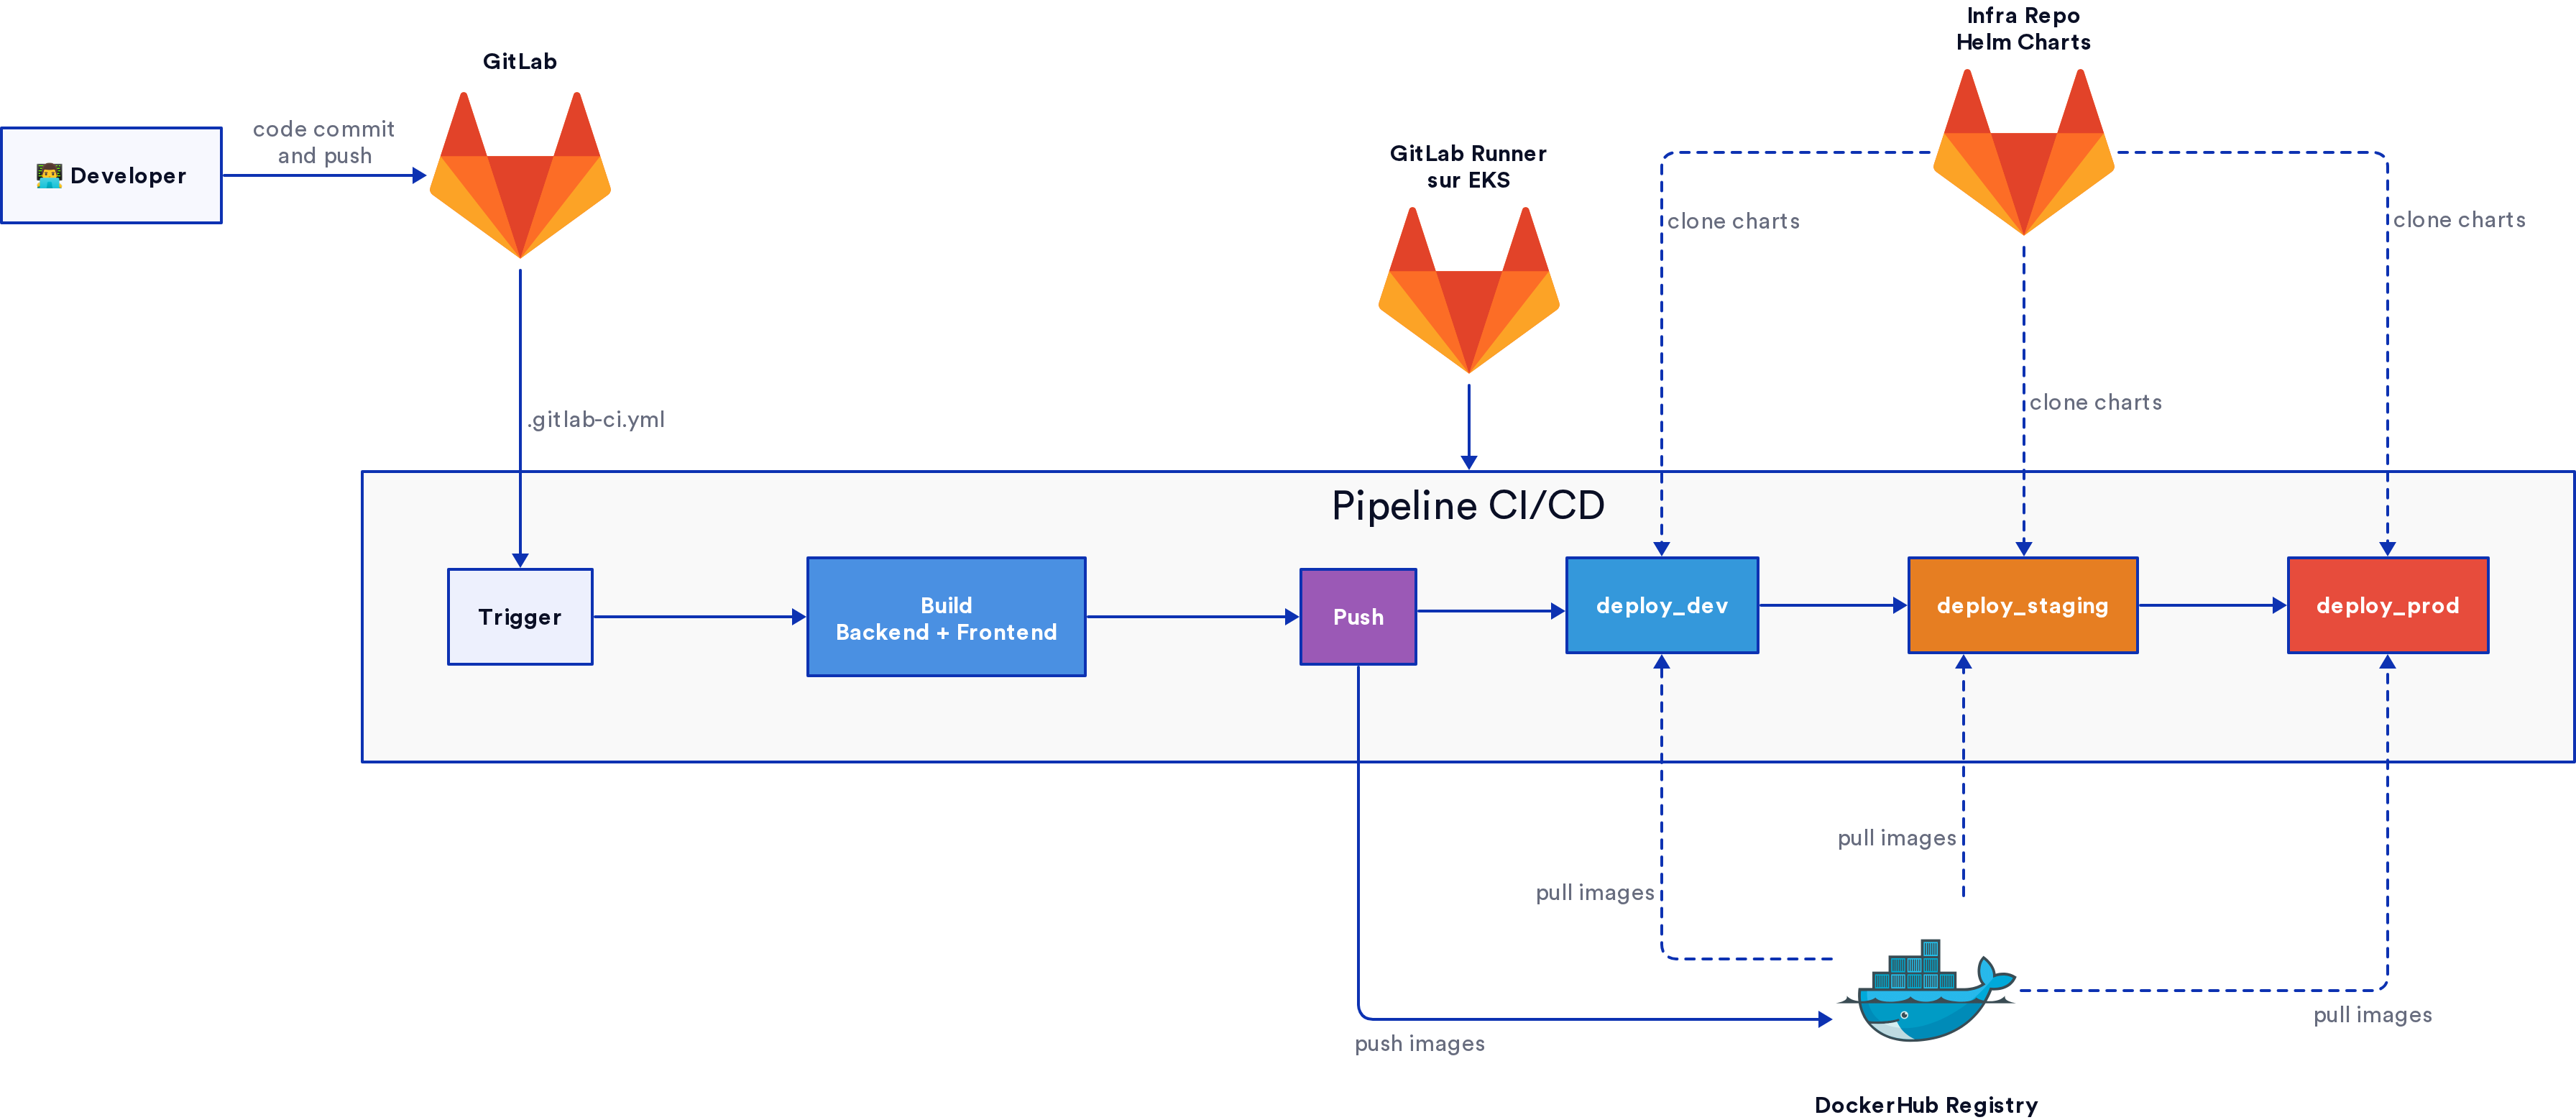 Infra Repo
Helm Charts
GitLab
code commit
and push
Developer
GitLab Runner
sur EKS
clone charts
clone charts
clone charts
.gitlab-ci.yml
Pipeline CI/CD
Trigger
Build
Backend + Frontend
Push
deploy_dev
deploy_staging
deploy_prod
pull images
pull images
pull images
push images
DockerHub Registry